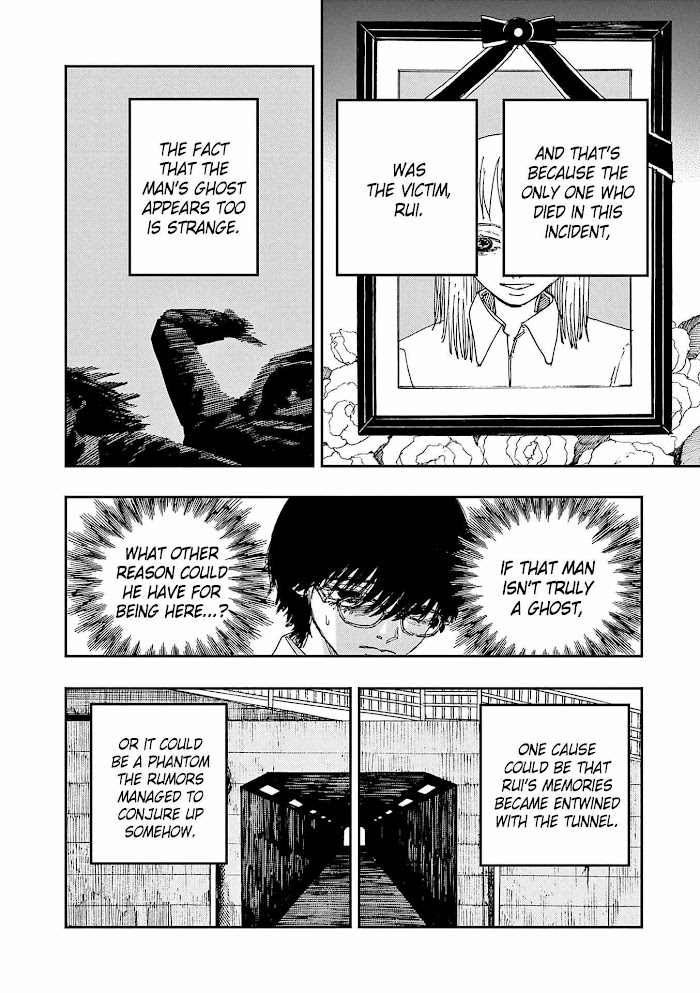 AND THAT'S
BECAUSE THE
ONLY ONE WHO
DIED IN THIS
INCIDENT,
WAS
THE VICTIM,
RUI.
THE FACT
THAT THE
MAN'S GHOST
APPEARS TOO
IS STRANGE.
IF THAT MAN
ISN'T TRULY
A GHOST,
WHAT OTHER
REASON COULD
HE HAVE FOR
BEING HERE...?
ONE CAUSE
COULD BE THAT
RUI'S MEMORIES
BECAME ENTWINED
WITH THE TUNNEL.
OR IT COULD
BE A PHANTOM
THE RUMORS
MANAGED TO
CONJURE UP
SOMEHOW.